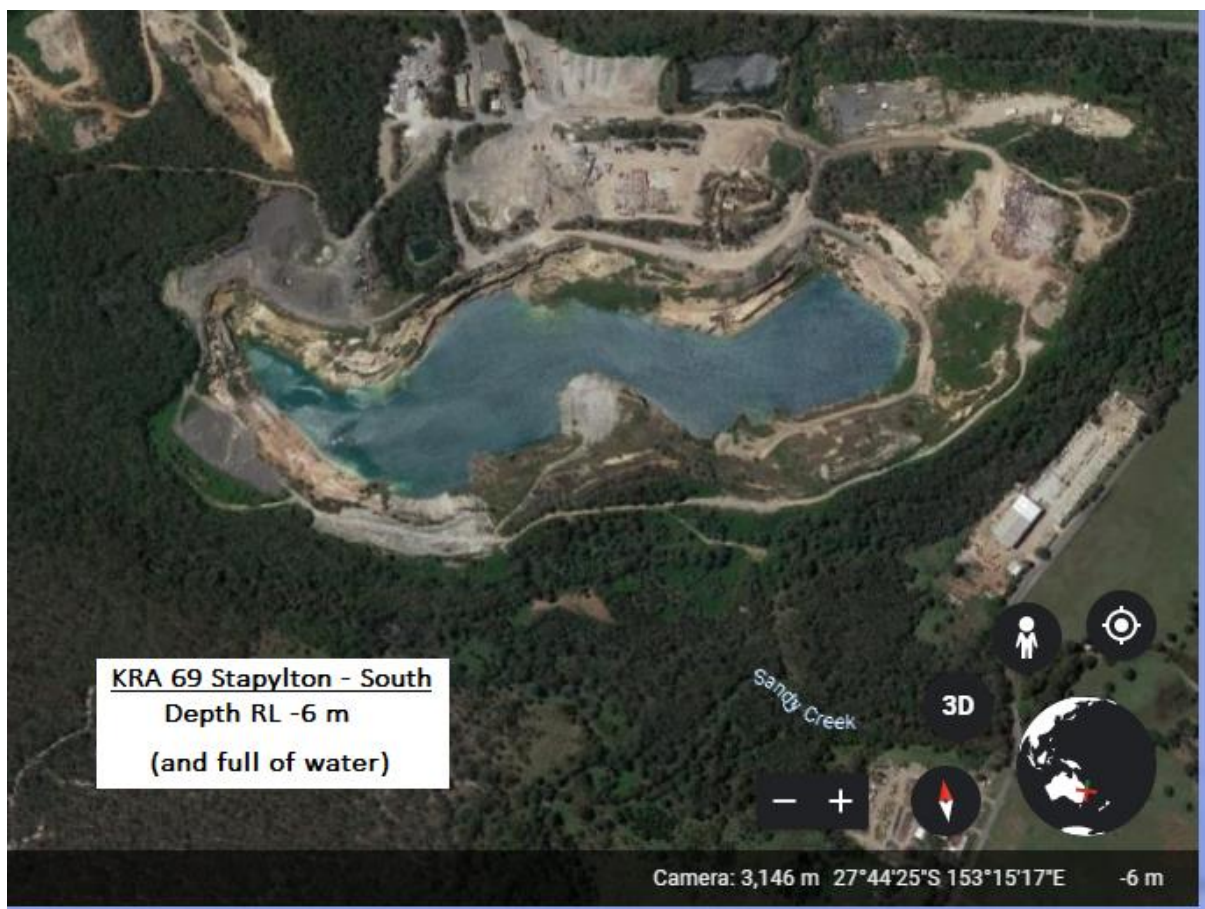 KRA 69 Stapylton - South
Depth RL -6 m
(and full of water)
Sandy Creek
3D
Camera: 3,146 m 27°44'25"S 153°15'17"E -6 m